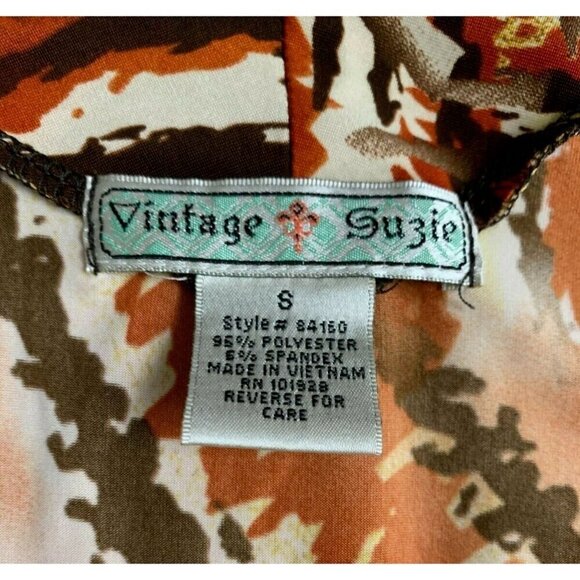 Vintage Suzie
S
Style# 84150
95% POLYESTER
5% SPANDEX
MADE IN VIETNAM
RN 101928
REVERSE FOR
CARE